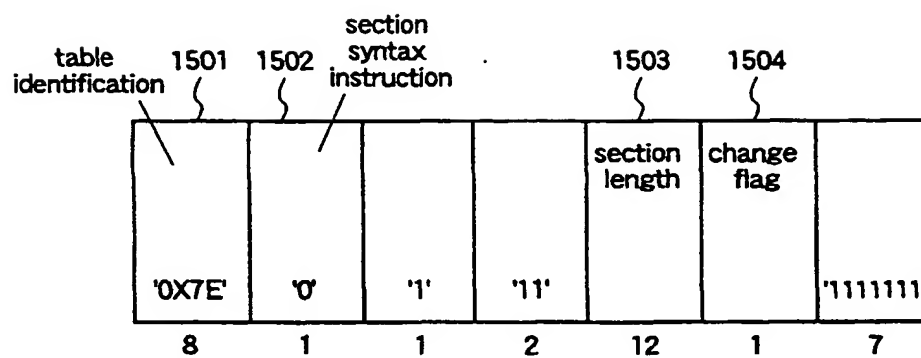 table
identification
1501
1502
section
syntax
instruction
1503
1504
section
length
change
flag
'0X7E'
'0'
'1'
'11'
'1111111
8
1
1
2
12
1
7